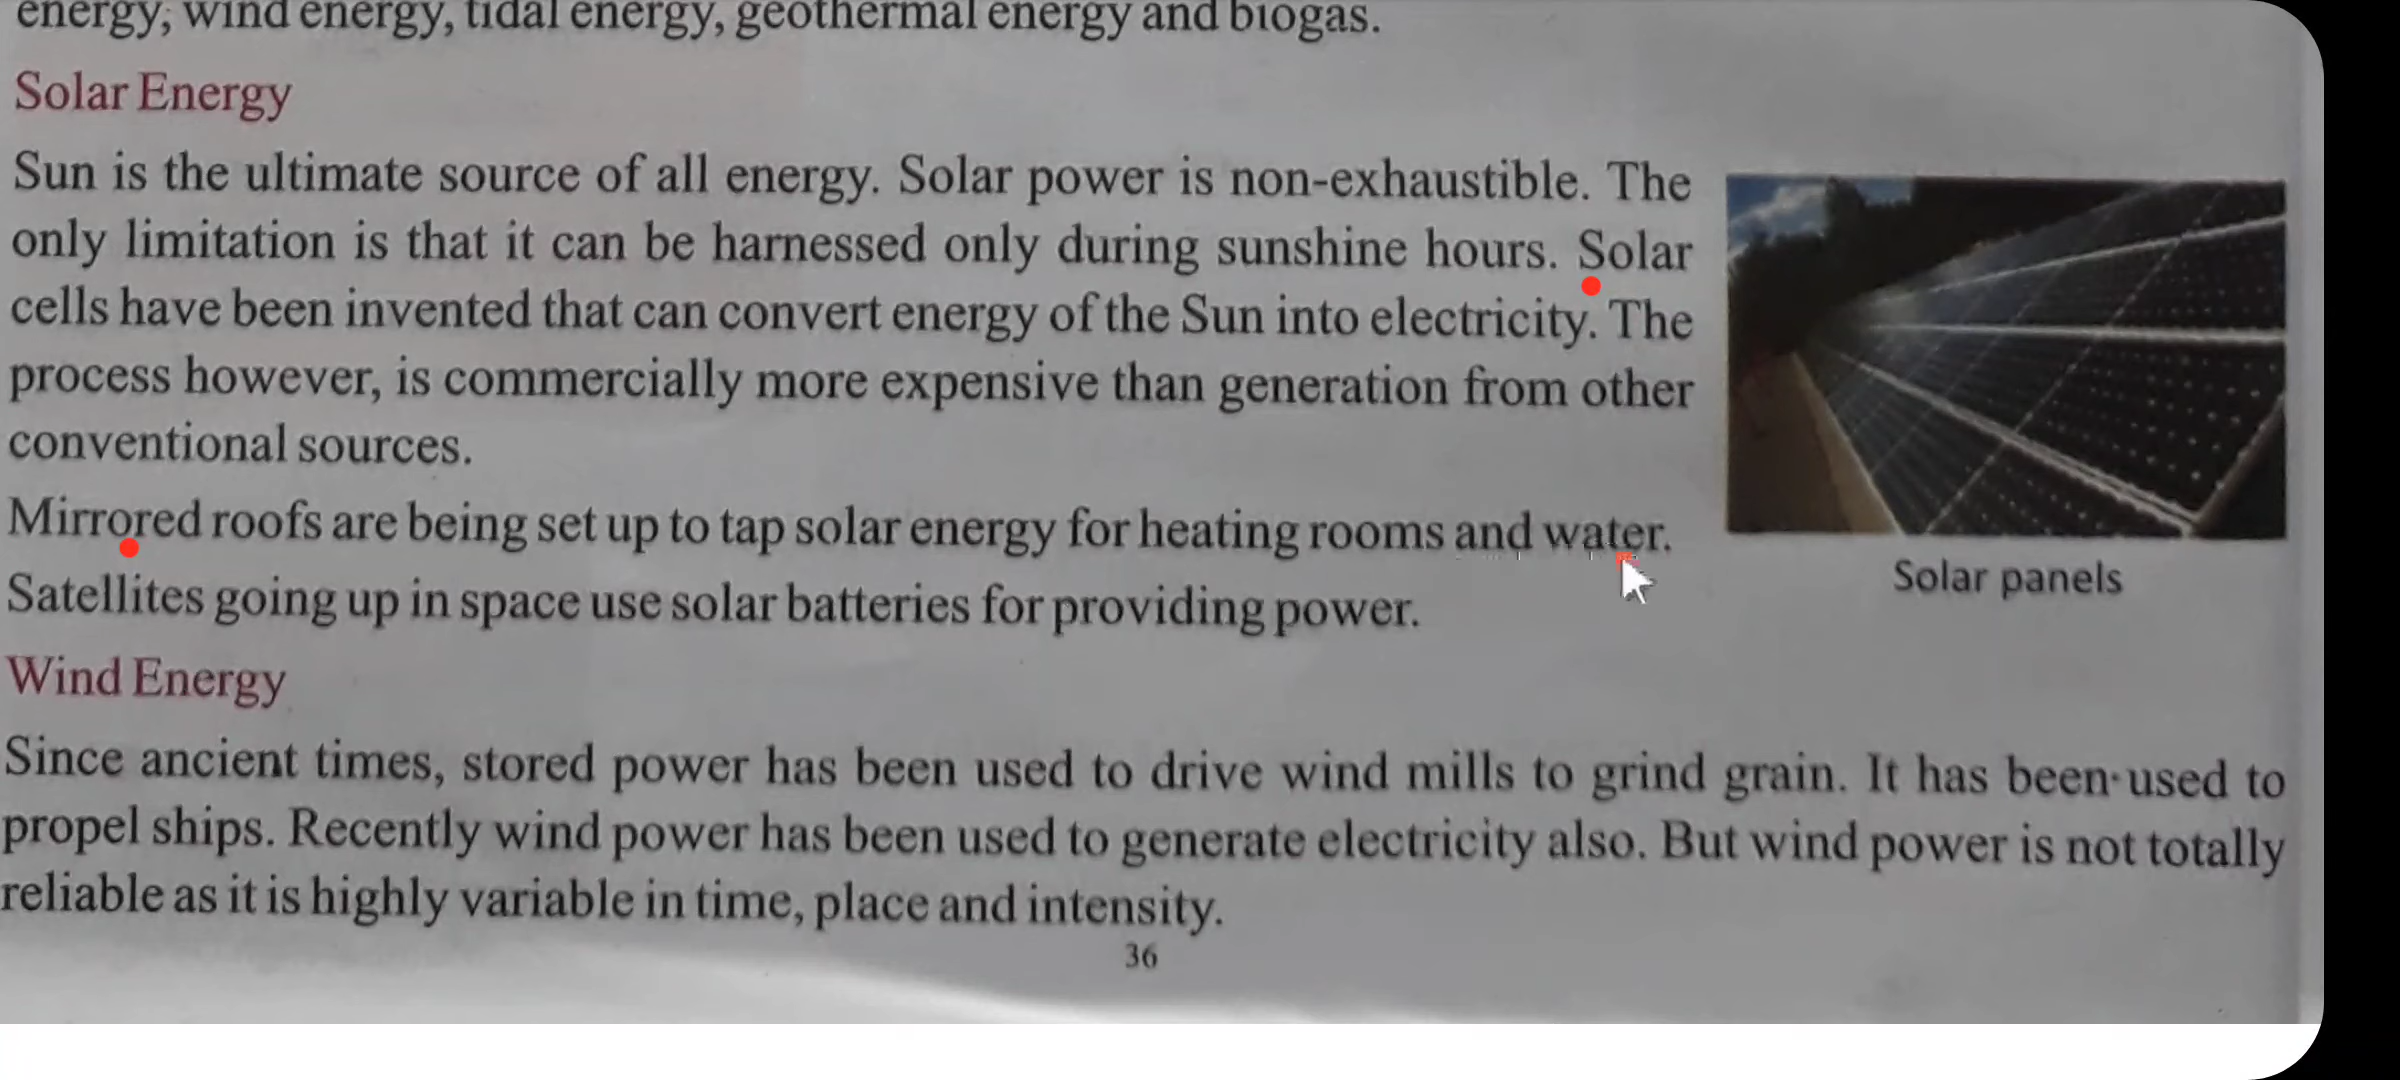 energy, wind energy, tidal energy, geothermal energy and biogas.
Solar Energy
Sun is the ultimate source of all energy. Solar power is non-exhaustible. The
only limitation is that it can be harnessed only during sunshine hours. Solar
cells have been invented that can convert energy of the Sun into electricity. The
process however, is commercially more expensive than generation from other
conventional sources.
Mirrored roofs are being set up to tap solar energy for heating rooms and water.
Satellites going up in space use solar batteries for providing power.
Solar panels
Wind Energy
Since ancient times, stored power has been used to drive wind mills to grind grain. It has been used to
propel ships. Recently wind power has been used to generate electricity also. But wind power is not totally
reliable as it is highly variable in time, place and intensity.
36